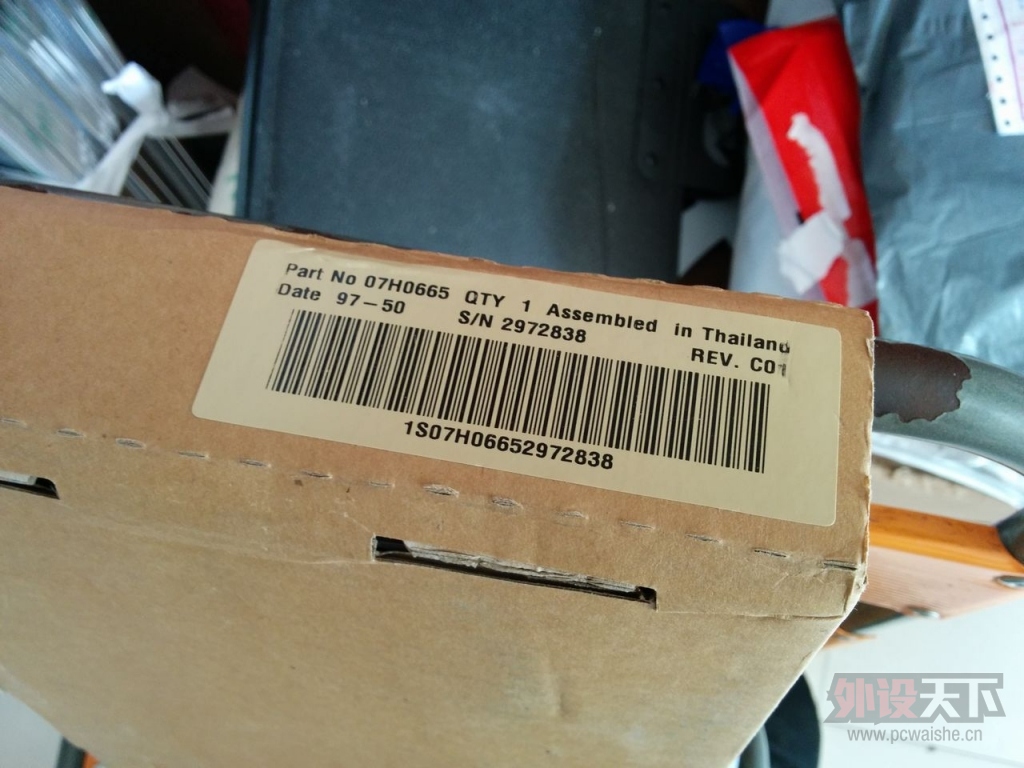 Part No 07H0665 QTY 1 Assembled in Thailand
Date 97-50 S/N 2972838 REV. C01
1S07H06652972838
外设天下
www.pcwaishe.cn